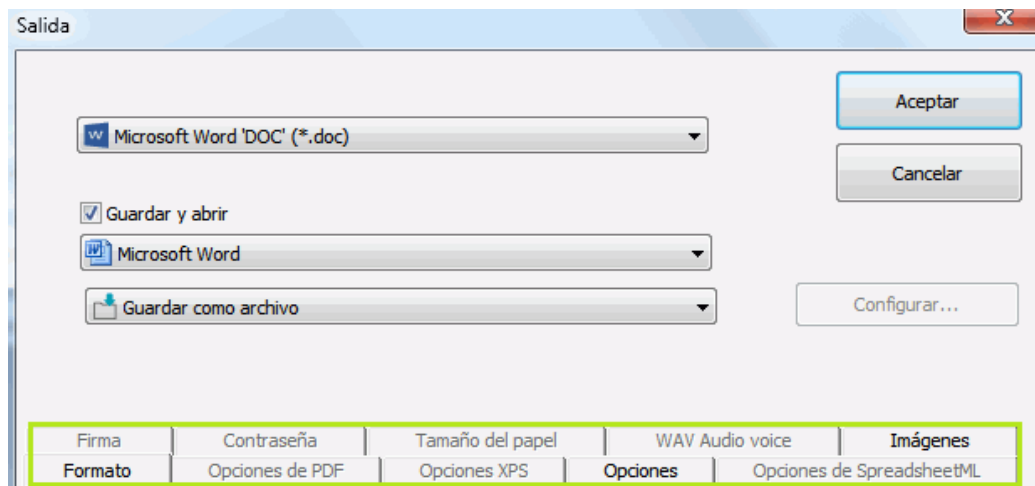 Salida
Aceptar
Microsoft Word 'DOC' (*.doc)
Cancelar
Guardar y abrir
Microsoft Word
Guardar como archivo
Configurar...
Firma Contraseña Tamaño del papel WAV Audio voice Imágenes
Formato Opciones de PDF Opciones XPS Opciones Opciones de SpreadsheetML